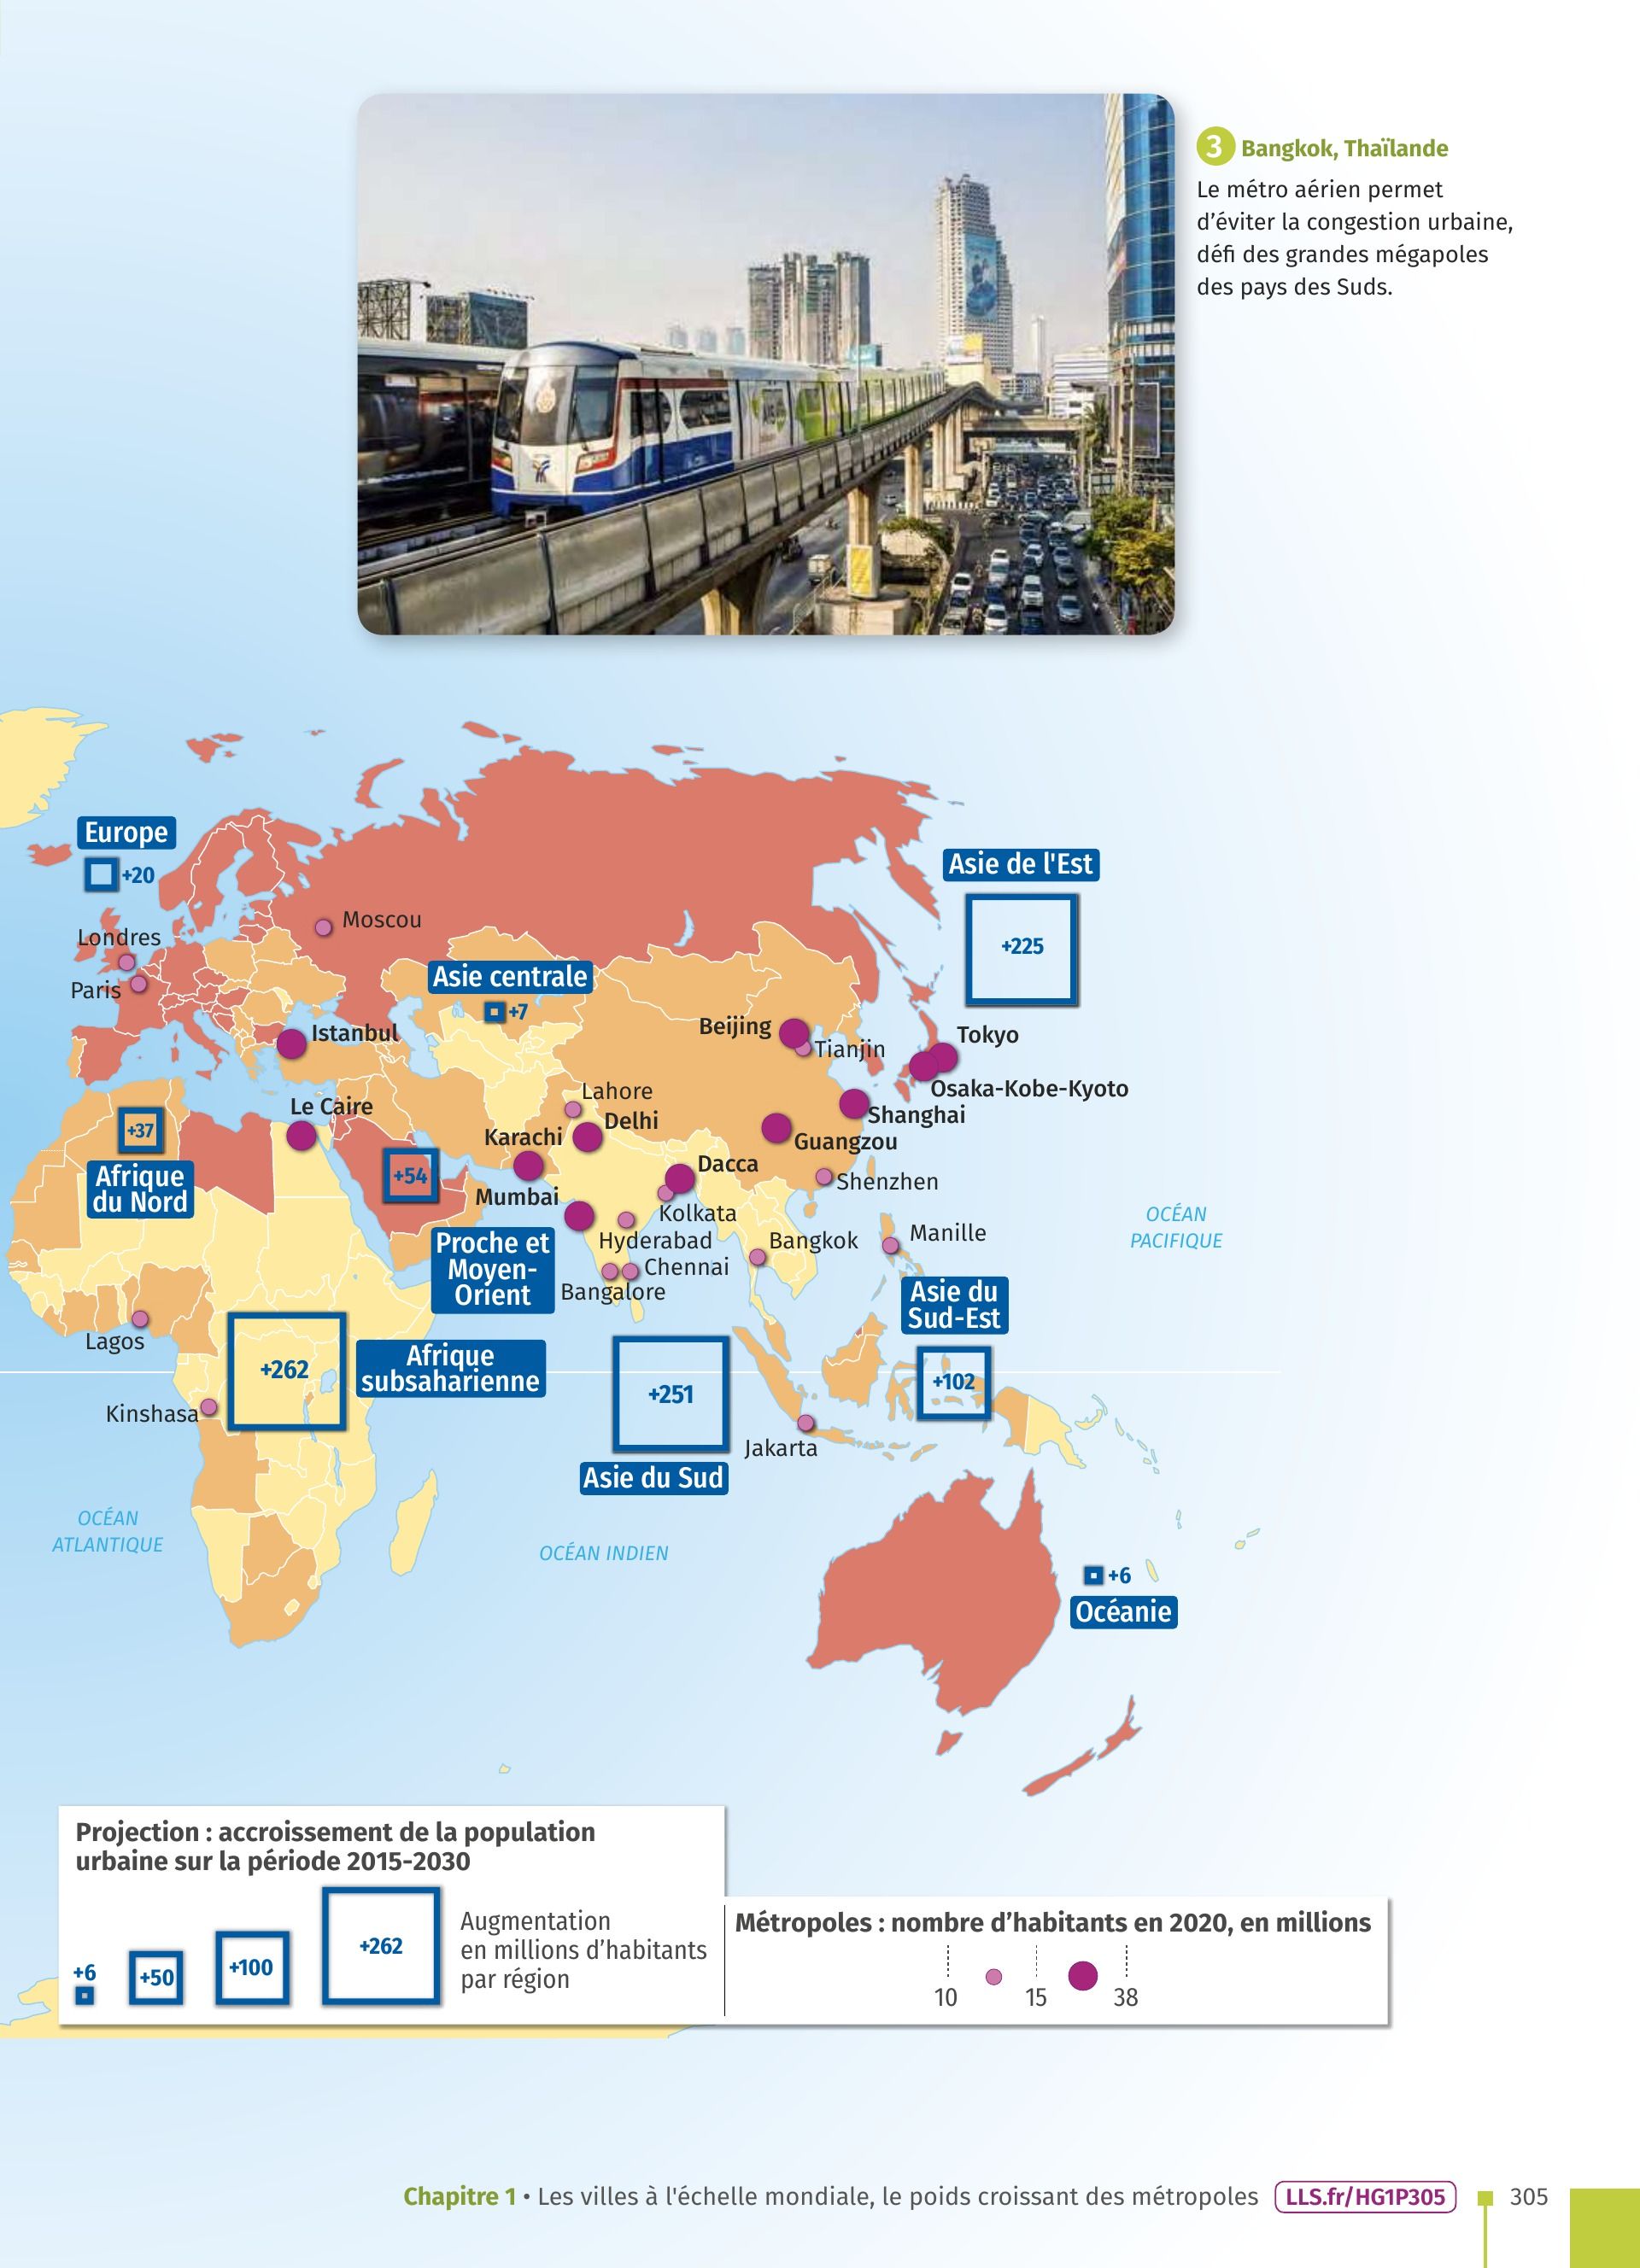 3 Bangkok, Thaïlande
Le métro aérien permet
d’éviter la congestion urbaine,
défi des grandes mégapoles
des pays des Suds.
Europe
+20
Asie de l'Est
+225
Moscou
Londres
Paris
Asie centrale
+7
Istanbul
Beijing
Tianjin
Tokyo
Osaka-Kobe-Kyoto
Lahore
Le Caire
Delhi
Shanghai
+37
Karachi
Guangzou
Afrique
du Nord
+54
Dacca
Shenzhen
Mumbai
Kolkata
OCÉAN
PACIFIQUE
Manille
Hyderabad
Bangkok
Proche et
Moyen-
Orient
Chennai
Bangalore
Asie du
Sud-Est
+102
Lagos
+262
Afrique
subsaharienne
+251
Kinshasa
Jakarta
Asie du Sud
OCÉAN
ATLANTIQUE
OCÉAN INDIEN
+6
Océanie
Projection : accroissement de la population
urbaine sur la période 2015-2030
+6
+50
+100
+262
Augmentation
en millions d’habitants
par région
Métropoles : nombre d’habitants en 2020, en millions
10
15
38
Chapitre 1 • Les villes à l'échelle mondiale, le poids croissant des métropoles LLS.fr/HG1P305 305